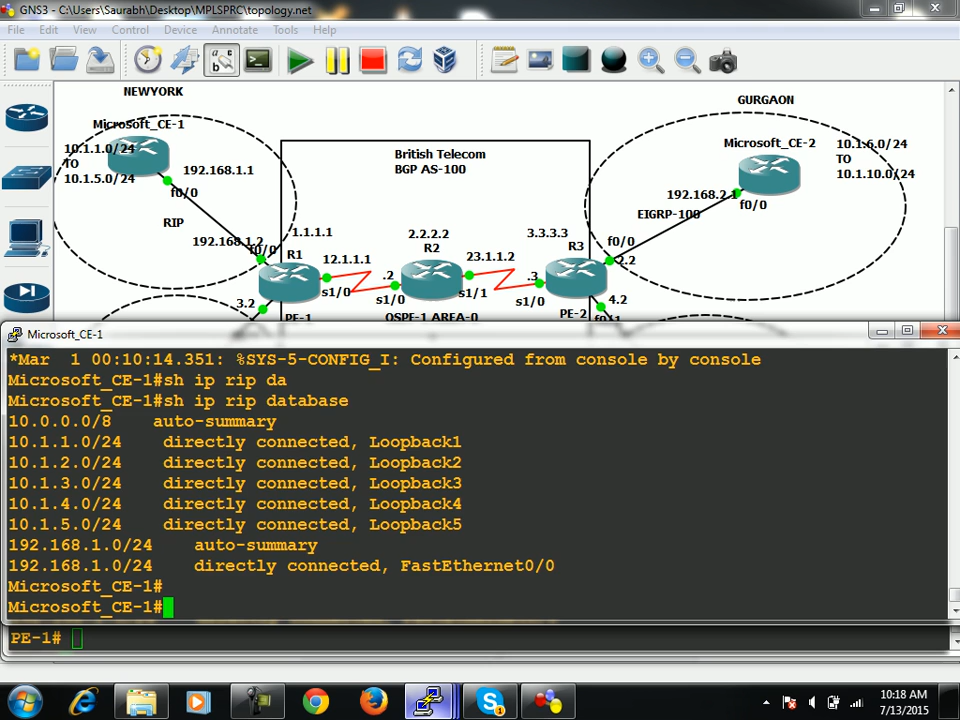 GNS3 - C:\Users\Saurabh\Desktop\MPLSPRC\topology.net
File Edit View Control Device Annotate Tools Help
NEWYORK
GURGAON
Microsoft_CE-1
Microsoft_CE-2
10.1.1.0/24
TO
10.1.5.0/24
192.168.1.1
f0/0
RIP
192.168.1.2
f0/0
British Telecom
BGP AS-100
10.1.6.0/24
TO
10.1.10.0/24
192.168.2.1
f0/0
EIGRP-100
1.1.1.1
R1
2.2.2.2
R2
3.3.3.3
R3
f0/0
2.2
12.1.1.1
.2
23.1.1.2
.3
s1/0
s1/0
s1/1
s1/0
3.2
PE-1
OSPF-1 AREA-0
PE-2
4.2
f0/1
Microsoft_CE-1
*Mar  1 00:10:14.351: %SYS-5-CONFIG_I: Configured from console by console
Microsoft_CE-1#sh ip rip da
Microsoft_CE-1#sh ip rip database
10.0.0.0/8    auto-summary
10.1.1.0/24    directly connected, Loopback1
10.1.2.0/24    directly connected, Loopback2
10.1.3.0/24    directly connected, Loopback3
10.1.4.0/24    directly connected, Loopback4
10.1.5.0/24    directly connected, Loopback5
192.168.1.0/24    auto-summary
192.168.1.0/24    directly connected, FastEthernet0/0
Microsoft_CE-1#
Microsoft_CE-1#
PE-1#
10:18 AM
7/13/2015